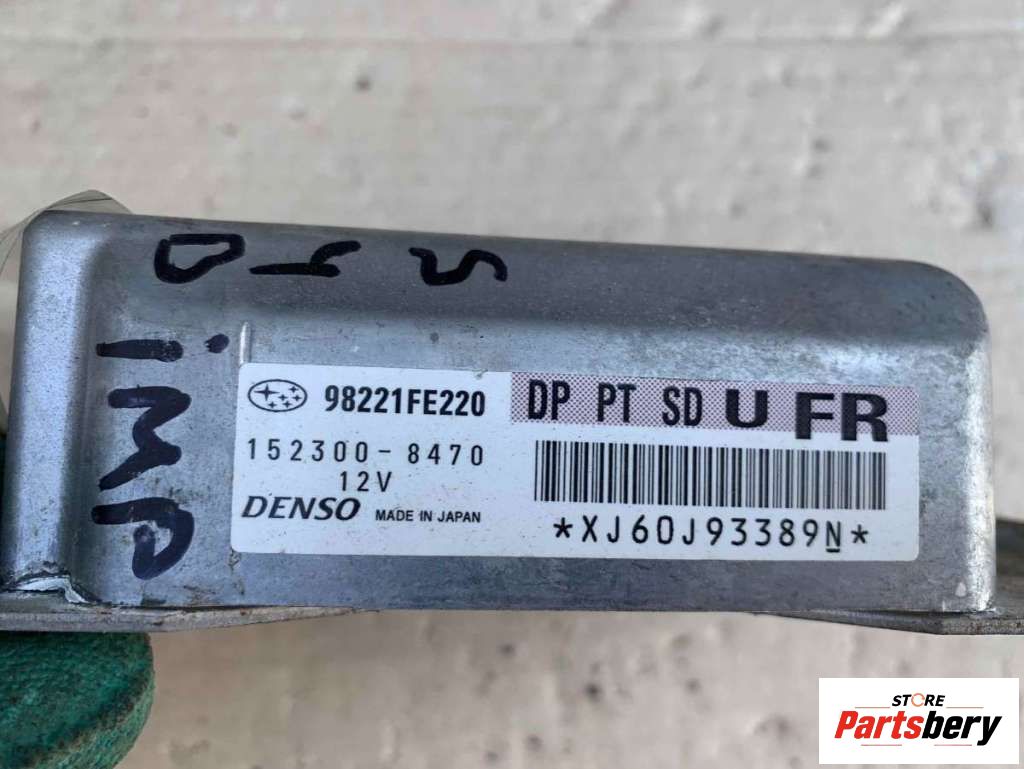 iMP
98221FE220
DP PT SD U FR
152300-8470
12V
DENSO MADE IN JAPAN
*XJ60J93389N*
STORE
Partsbery